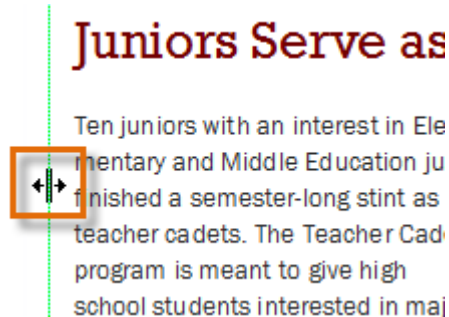 Juniors Serve as
Ten juniors with an interest in Ele
mentary and Middle Education ju
finished a semester-long stint as
teacher cadets. The Teacher Cad
program is meant to give high
school students interested in maj